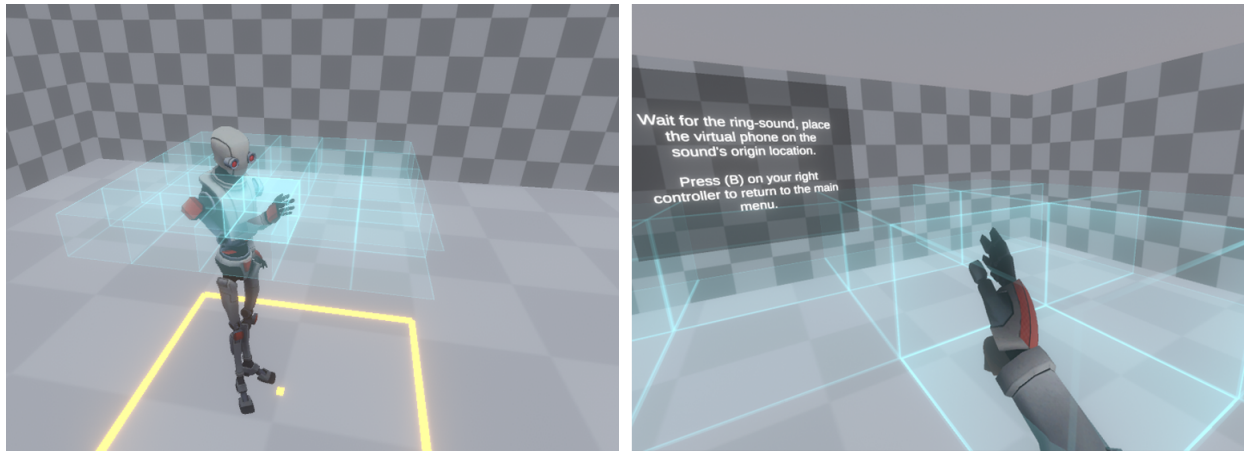 Wait for the ring-sound, place
the virtual phone on the
sound's origin location.
Press (B) on your right
controller to return to the main
menu.